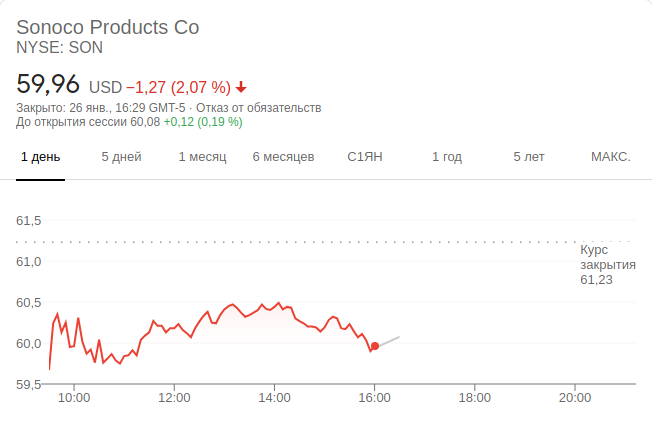 Sonoco Products Co
NYSE: SON
59,96 USD −1,27 (2,07 %)
Закрыто: 26 янв., 16:29 GMT-5 · Отказ от обязательств
До открытия сессии 60,08 +0,12 (0,19 %)
1 день 5 дней 1 месяц 6 месяцев С1ЯН 1 год 5 лет МАКС.
61,5
Курс
закрытия
61,23
61,0
60,5
60,0
59,5
10:00 12:00 14:00 16:00 18:00 20:00